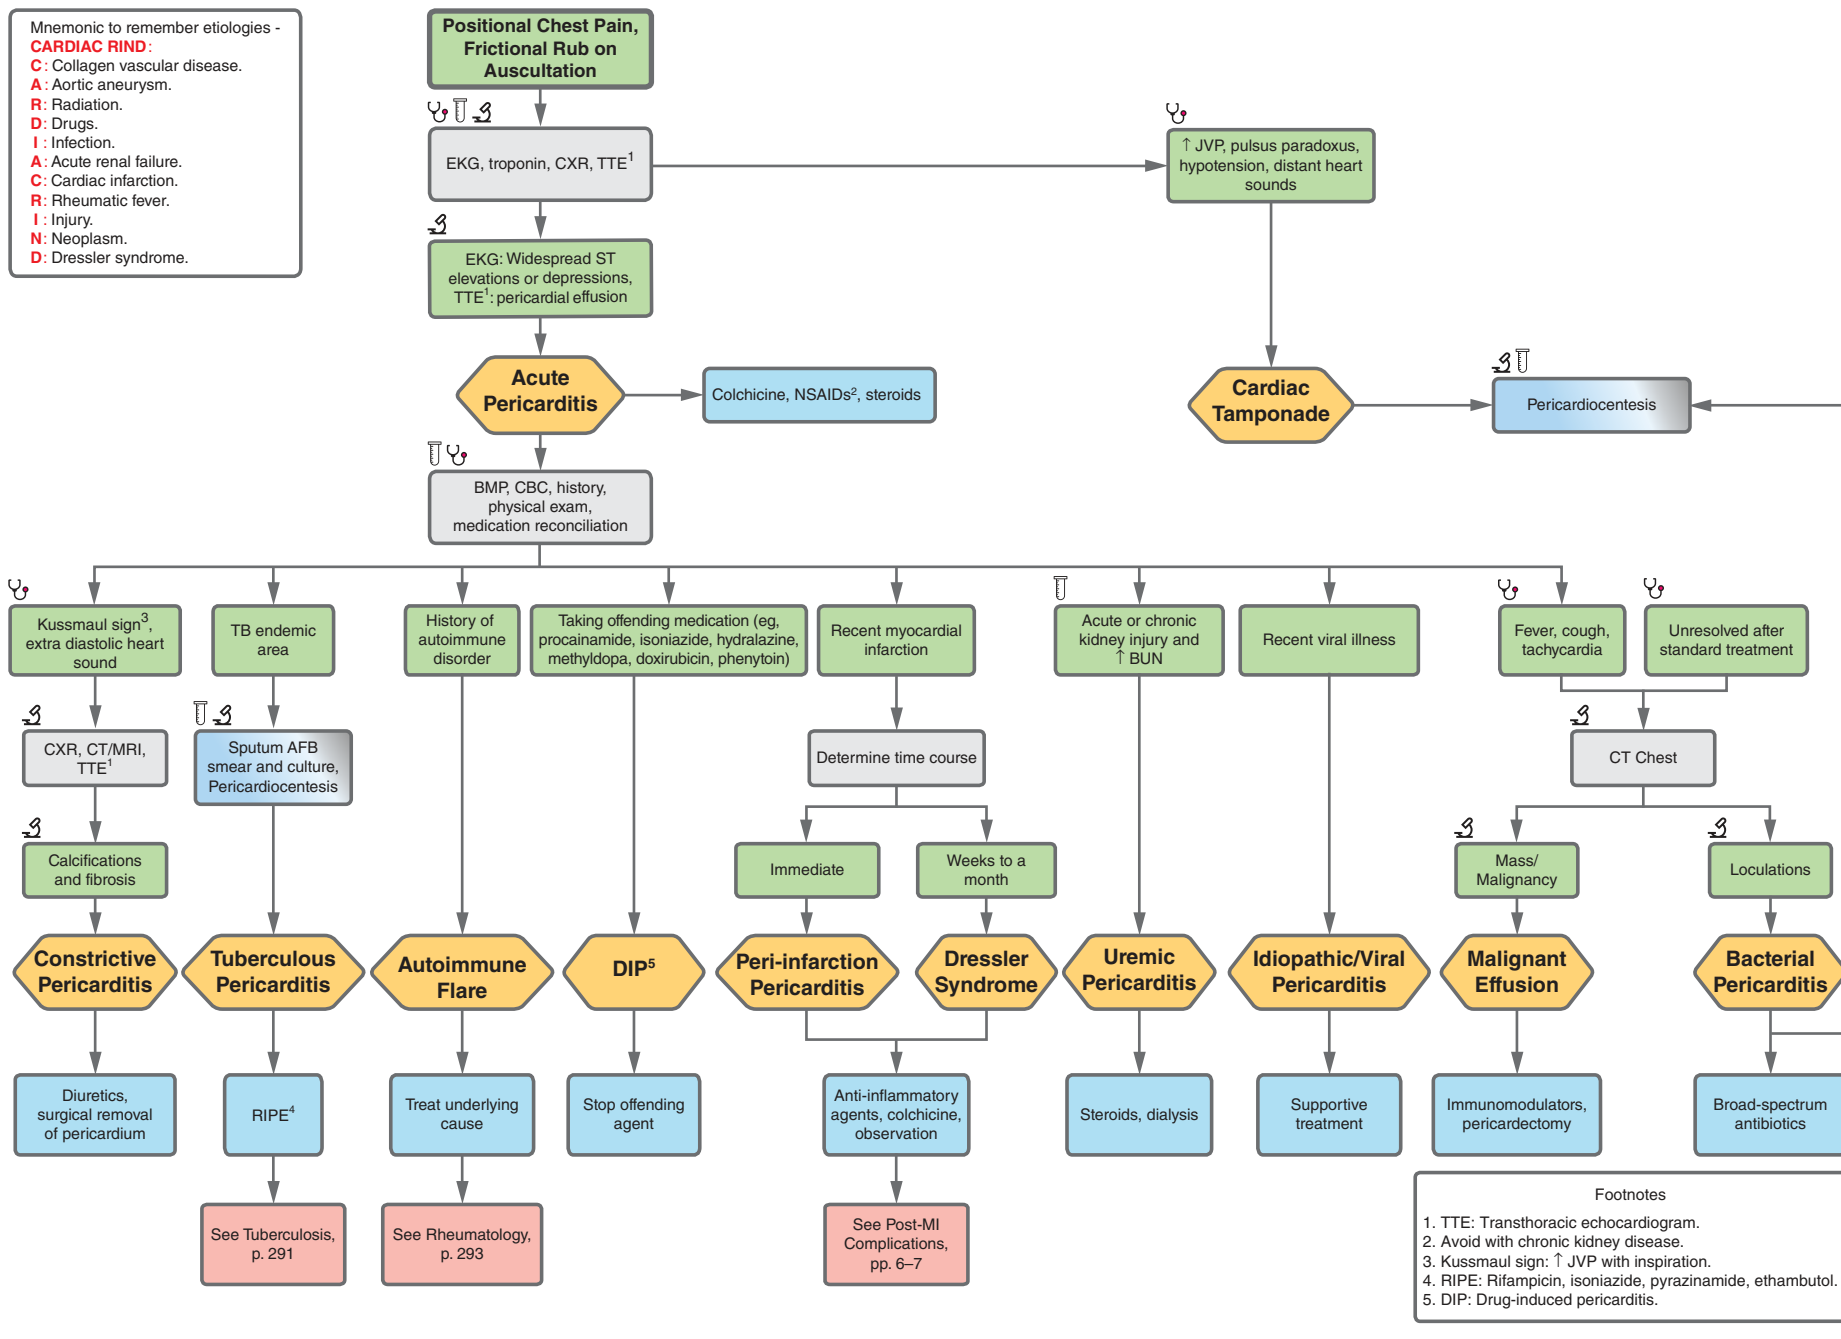 Mnemonic to remember etiologies -
CARDIAC RIND:
C: Collagen vascular disease.
A: Aortic aneurysm.
R: Radiation.
D: Drugs.
I: Infection.
A: Acute renal failure.
C: Cardiac infarction.
R: Rheumatic fever.
I: Injury.
N: Neoplasm.
D: Dressler syndrome.
Positional Chest Pain,
Frictional Rub on
Auscultation
EKG, troponin, CXR, TTE1
↑ JVP, pulsus paradoxus,
hypotension, distant heart
sounds
EKG: Widespread ST
elevations or depressions,
TTE1: pericardial effusion
Acute
Pericarditis
Colchicine, NSAIDs2, steroids
Cardiac
Tamponade
Pericardiocentesis
BMP, CBC, history,
physical exam,
medication reconciliation
Kussmaul sign3,
extra diastolic heart
sound
TB endemic
area
History of
autoimmune
disorder
Taking offending medication (eg,
procainamide, isoniazide, hydralazine,
methyldopa, doxirubicin, phenytoin)
Recent myocardial
infarction
Acute or chronic
kidney injury and
↑ BUN
Recent viral illness
Fever, cough,
tachycardia
Unresolved after
standard treatment
CXR, CT/MRI,
TTE1
Sputum AFB
smear and culture,
Pericardiocentesis
Determine time course
CT Chest
Calcifications
and fibrosis
Immediate
Weeks to a
month
Mass/
Malignancy
Loculations
Constrictive
Pericarditis
Tuberculous
Pericarditis
Autoimmune
Flare
DIP5
Peri-infarction
Pericarditis
Dressler
Syndrome
Uremic
Pericarditis
Idiopathic/Viral
Pericarditis
Malignant
Effusion
Bacterial
Pericarditis
Diuretics,
surgical removal
of pericardium
RIPE4
Treat underlying
cause
Stop offending
agent
Anti-inflammatory
agents, colchicine,
observation
Steroids, dialysis
Supportive
treatment
Immunomodulators,
pericardectomy
Broad-spectrum
antibiotics
See Tuberculosis,
p. 291
See Rheumatology,
p. 293
See Post-MI
Complications,
pp. 6–7
Footnotes
1. TTE: Transthoracic echocardiogram.
2. Avoid with chronic kidney disease.
3. Kussmaul sign: ↑ JVP with inspiration.
4. RIPE: Rifampicin, isoniazide, pyrazinamide, ethambutol.
5. DIP: Drug-induced pericarditis.